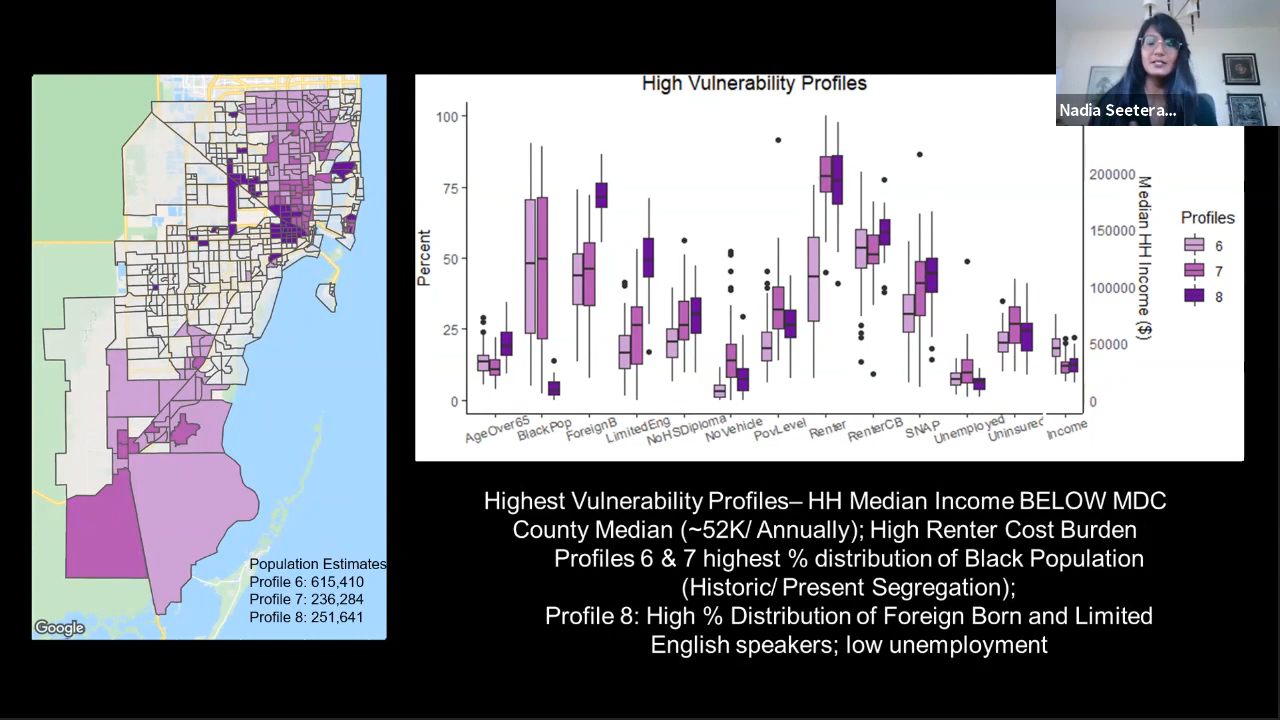 High Vulnerability Profiles
Nadia Seetera...
100
75
50
25
0
Percent
200000
150000
100000
50000
0
Median HH Income ($)
Profiles
6
7
8
AgeOver65
BlackPop
ForeignB
LimitedEng
NoHSDiploma
NoVehicle
PovLevel
Renter
RenterCB
SNAP
Unemployed
Uninsured
Income
Population Estimates
Profile 6: 615,410
Profile 7: 236,284
Profile 8: 251,641
Google
Highest Vulnerability Profiles– HH Median Income BELOW MDC
County Median (~52K/ Annually); High Renter Cost Burden
Profiles 6 & 7 highest % distribution of Black Population
(Historic/ Present Segregation);
Profile 8: High % Distribution of Foreign Born and Limited
English speakers; low unemployment